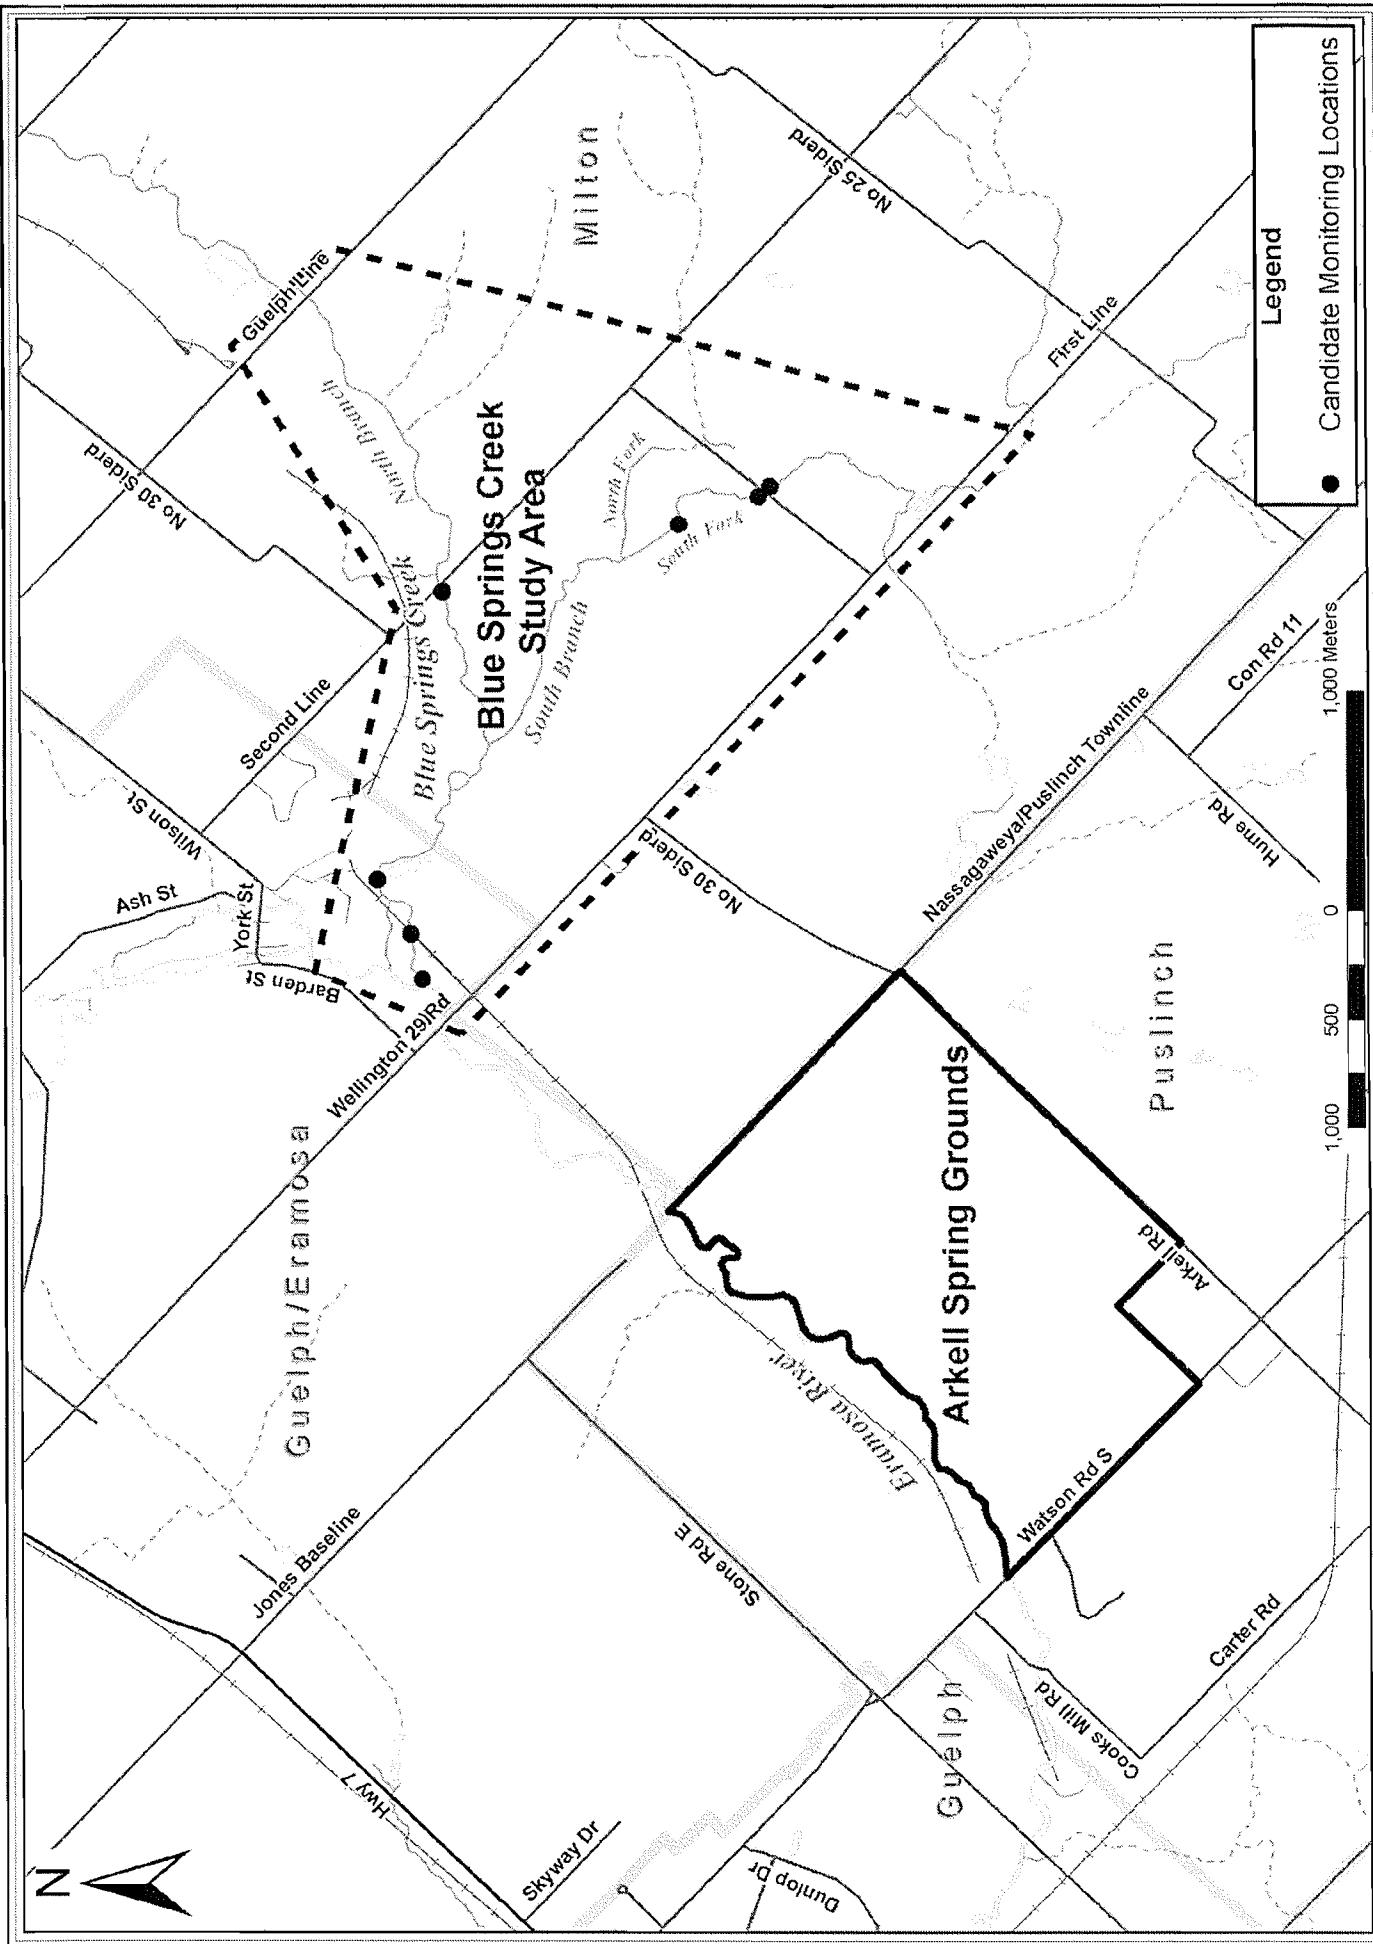 N
Hwy 7
Skyway Dr
Dunlop Dr
Jones Baseline
Guelph/Eramosa
Stone Rd E
Guelph
Cooks Mill Rd
Carter Rd
Watson Rd S
Eramosa River
Arkell Spring Grounds
Arkell Rd
Puslinch
Wellington 29 Rd
Barden St
York St
Ash St
Wilson St
Second Line
No 30 Siderd
No 30 Siderd
Guelph Line
Blue Springs Creek
North Branch
Blue Springs Creek
Study Area
South Branch
North Fork
South Fork
Milton
No 25 Siderd
First Line
Nassagaweya/Puslinch Townline
Hume Rd
Con Rd 11
1,000
500
0
1,000 Meters
Legend
Candidate Monitoring Locations